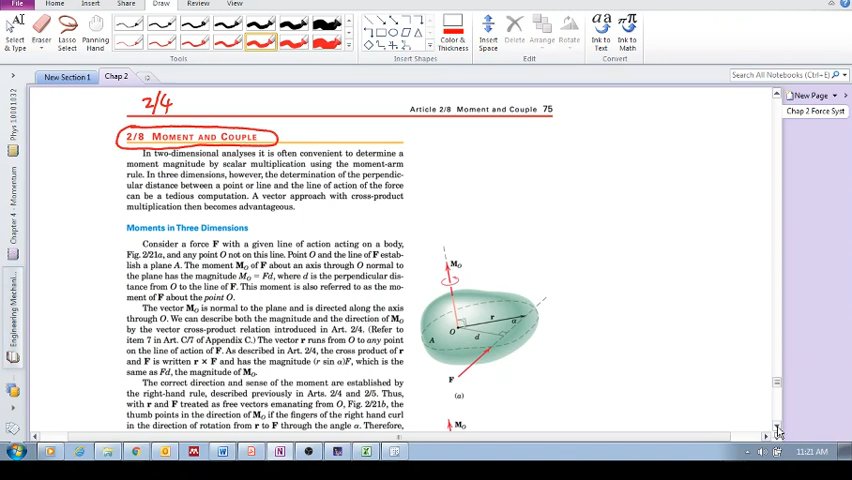 File
Home
Insert
Draw
Review
View
Select
& Type
Eraser
Lasso
Select
Panning
Hand
Color &
Thickness
Insert
Space
Delete
Arrange
Rotate
Ink to
Text
Ink to
Math
Tools
Insert Shapes
Edit
Convert
New Section 1
Chap 2
Search All Notebooks (Ctrl+E)
New Page
Chap 2 Force Syst
Phys 10001032
Chapter 4 - Momentum
Engineering Mechani
2/4
Article 2/8 Moment and Couple 75
2/8 MOMENT AND COUPLE
In two-dimensional analyses it is often convenient to determine a
moment magnitude by scalar multiplication using the moment-arm
rule. In three dimensions, however, the determination of the perpendic-
ular distance between a point or line and the line of action of the force
can be a tedious computation. A vector approach with cross-product
multiplication then becomes advantageous.
Moments in Three Dimensions
Consider a force F with a given line of action acting on a body,
Fig. 2/21a, and any point O not on this line. Point O and the line of F estab-
lish a plane A. The moment M_O of F about an axis through O normal to
the plane has the magnitude M_O = Fd, where d is the perpendicular dis-
tance from O to the line of F. This moment is also referred to as the mo-
ment of F about the point O.
The vector M_O is normal to the plane and is directed along the axis
through O. We can describe both the magnitude and the direction of M_O
by the vector cross-product relation introduced in Art. 2/4. (Refer to
item 7 in Art. C/7 of Appendix C.) The vector r runs from O to any point
on the line of action of F. As described in Art. 2/4, the cross product of r
and F is written r × F and has the magnitude (r sin α)F, which is the
same as Fd, the magnitude of M_O.
The correct direction and sense of the moment are established by
the right-hand rule, described previously in Arts. 2/4 and 2/5. Thus,
with r and F treated as free vectors emanating from O, Fig. 2/21b, the
thumb points in the direction of M_O if the fingers of the right hand curl
in the direction of rotation from r to F through the angle α. Therefore,
M_O
r
α
O
d
A
F
(a)
M_O
11:21 AM